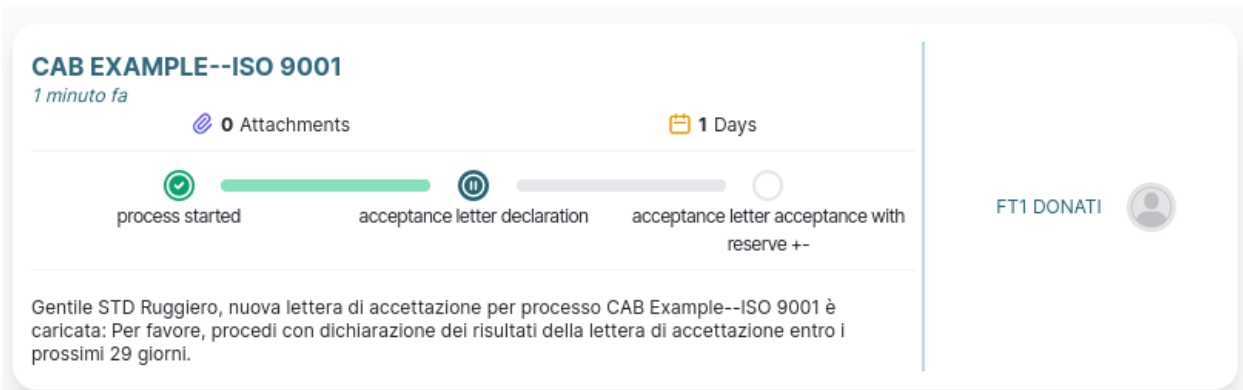 CAB EXAMPLE--ISO 9001
1 minuto fa
0 Attachments
1 Days
process started
acceptance letter declaration
acceptance letter acceptance with
reserve +-
FT1 DONATI
Gentile STD Ruggiero, nuova lettera di accettazione per processo CAB Example--ISO 9001 è
caricata: Per favore, procedi con dichiarazione dei risultati della lettera di accettazione entro i
prossimi 29 giorni.